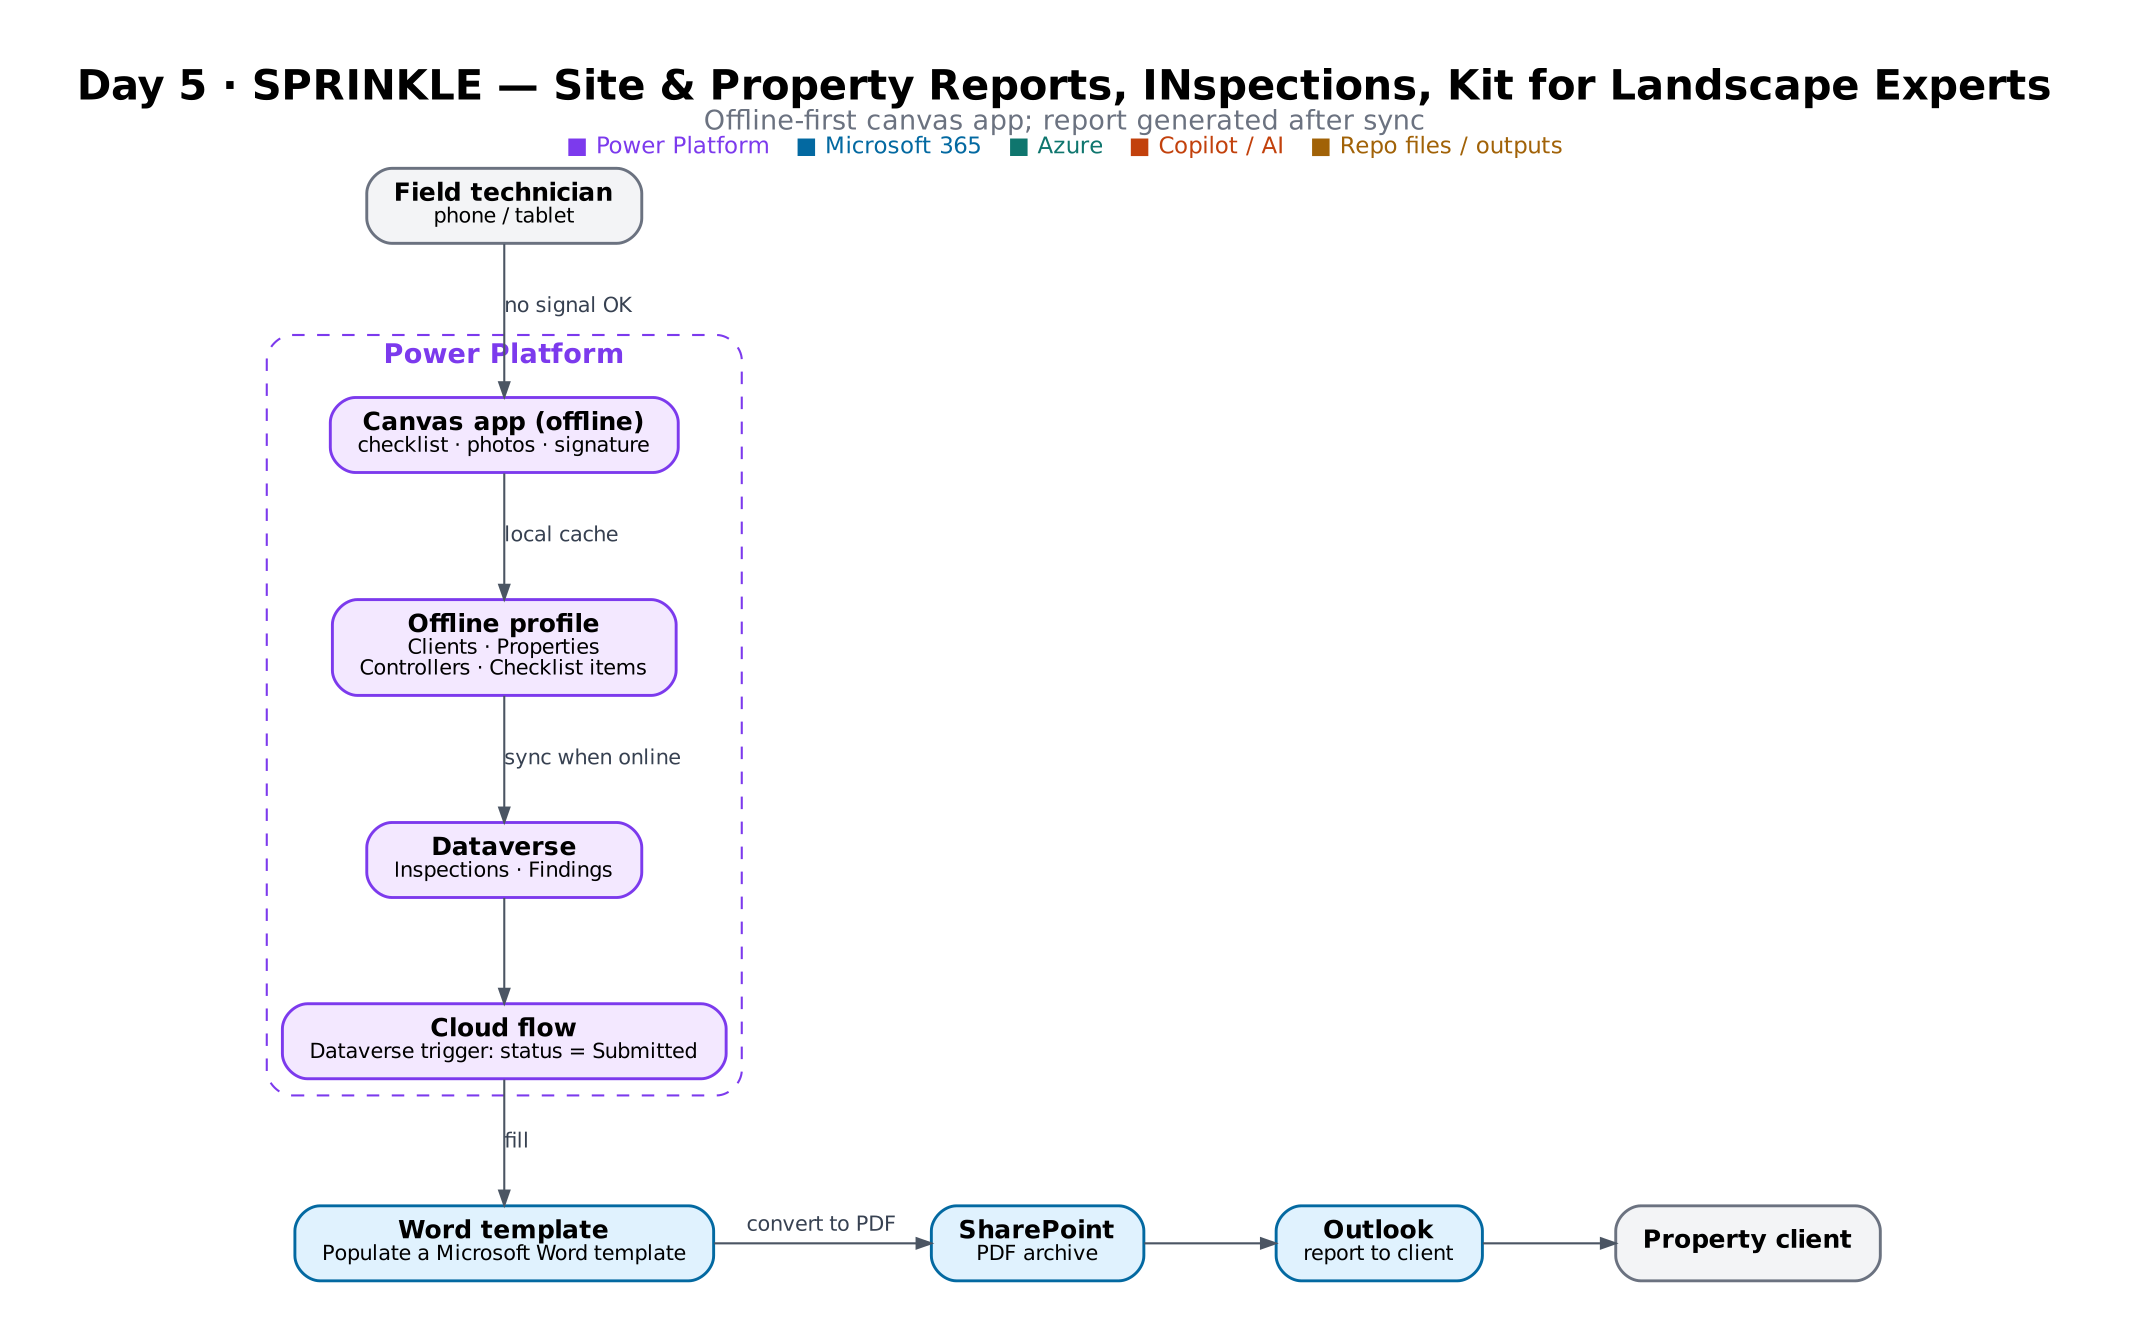 Day 5 · SPRINKLE — Site & Property Reports, INspections, Kit for Landscape Experts
Offline-first canvas app; report generated after sync
■ Power Platform ■ Microsoft 365 ■ Azure ■ Copilot / AI ■ Repo files / outputs
Field technician
phone / tablet
no signal OK
Power Platform
Canvas app (offline)
checklist · photos · signature
local cache
Offline profile
Clients · Properties
Controllers · Checklist items
sync when online
Dataverse
Inspections · Findings
Cloud flow
Dataverse trigger: status = Submitted
fill
Word template
Populate a Microsoft Word template
convert to PDF
SharePoint
PDF archive
Outlook
report to client
Property client